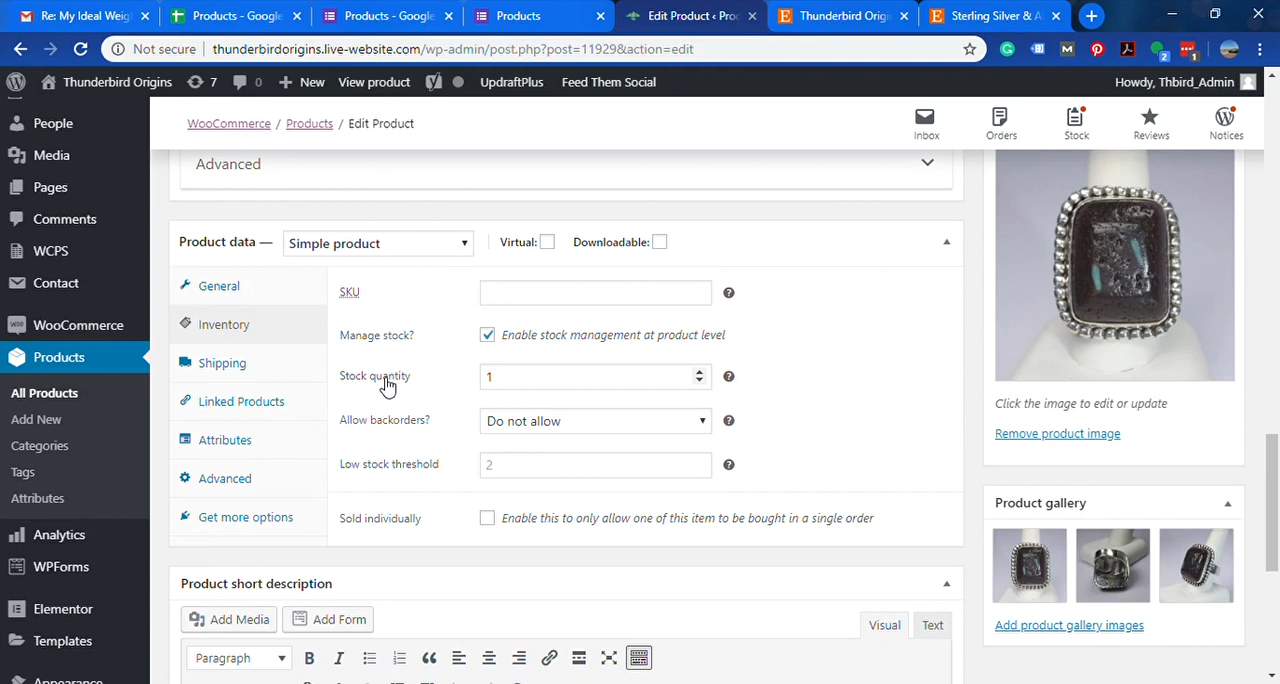 Re: My Ideal Weig
Products - Google
Products - Google
Products
Edit Product ‹ Pro
Thunderbird Origi
Sterling Silver & A
Not secure | thunderbirdorigins.live-website.com/wp-admin/post.php?post=11929&action=edit
2
1
Thunderbird Origins 7 0 New View product UpdraftPlus Feed Them Social Howdy, Thbird_Admin
WooCommerce / Products / Edit Product
Inbox
Orders
Stock
Reviews
Notices
People
Media
Pages
Comments
WCPS
Contact
WooCommerce
Products
All Products
Add New
Categories
Tags
Attributes
Analytics
WPForms
Elementor
Templates
Appearance
Advanced
Product data — Simple product Virtual: Downloadable:
General
Inventory
Shipping
Linked Products
Attributes
Advanced
Get more options
SKU
Manage stock? Enable stock management at product level
Stock quantity 1
Allow backorders? Do not allow
Low stock threshold 2
Sold individually Enable this to only allow one of this item to be bought in a single order
Product short description
Add Media Add Form
Visual Text
Paragraph
Click the image to edit or update
Remove product image
Product gallery
Add product gallery images